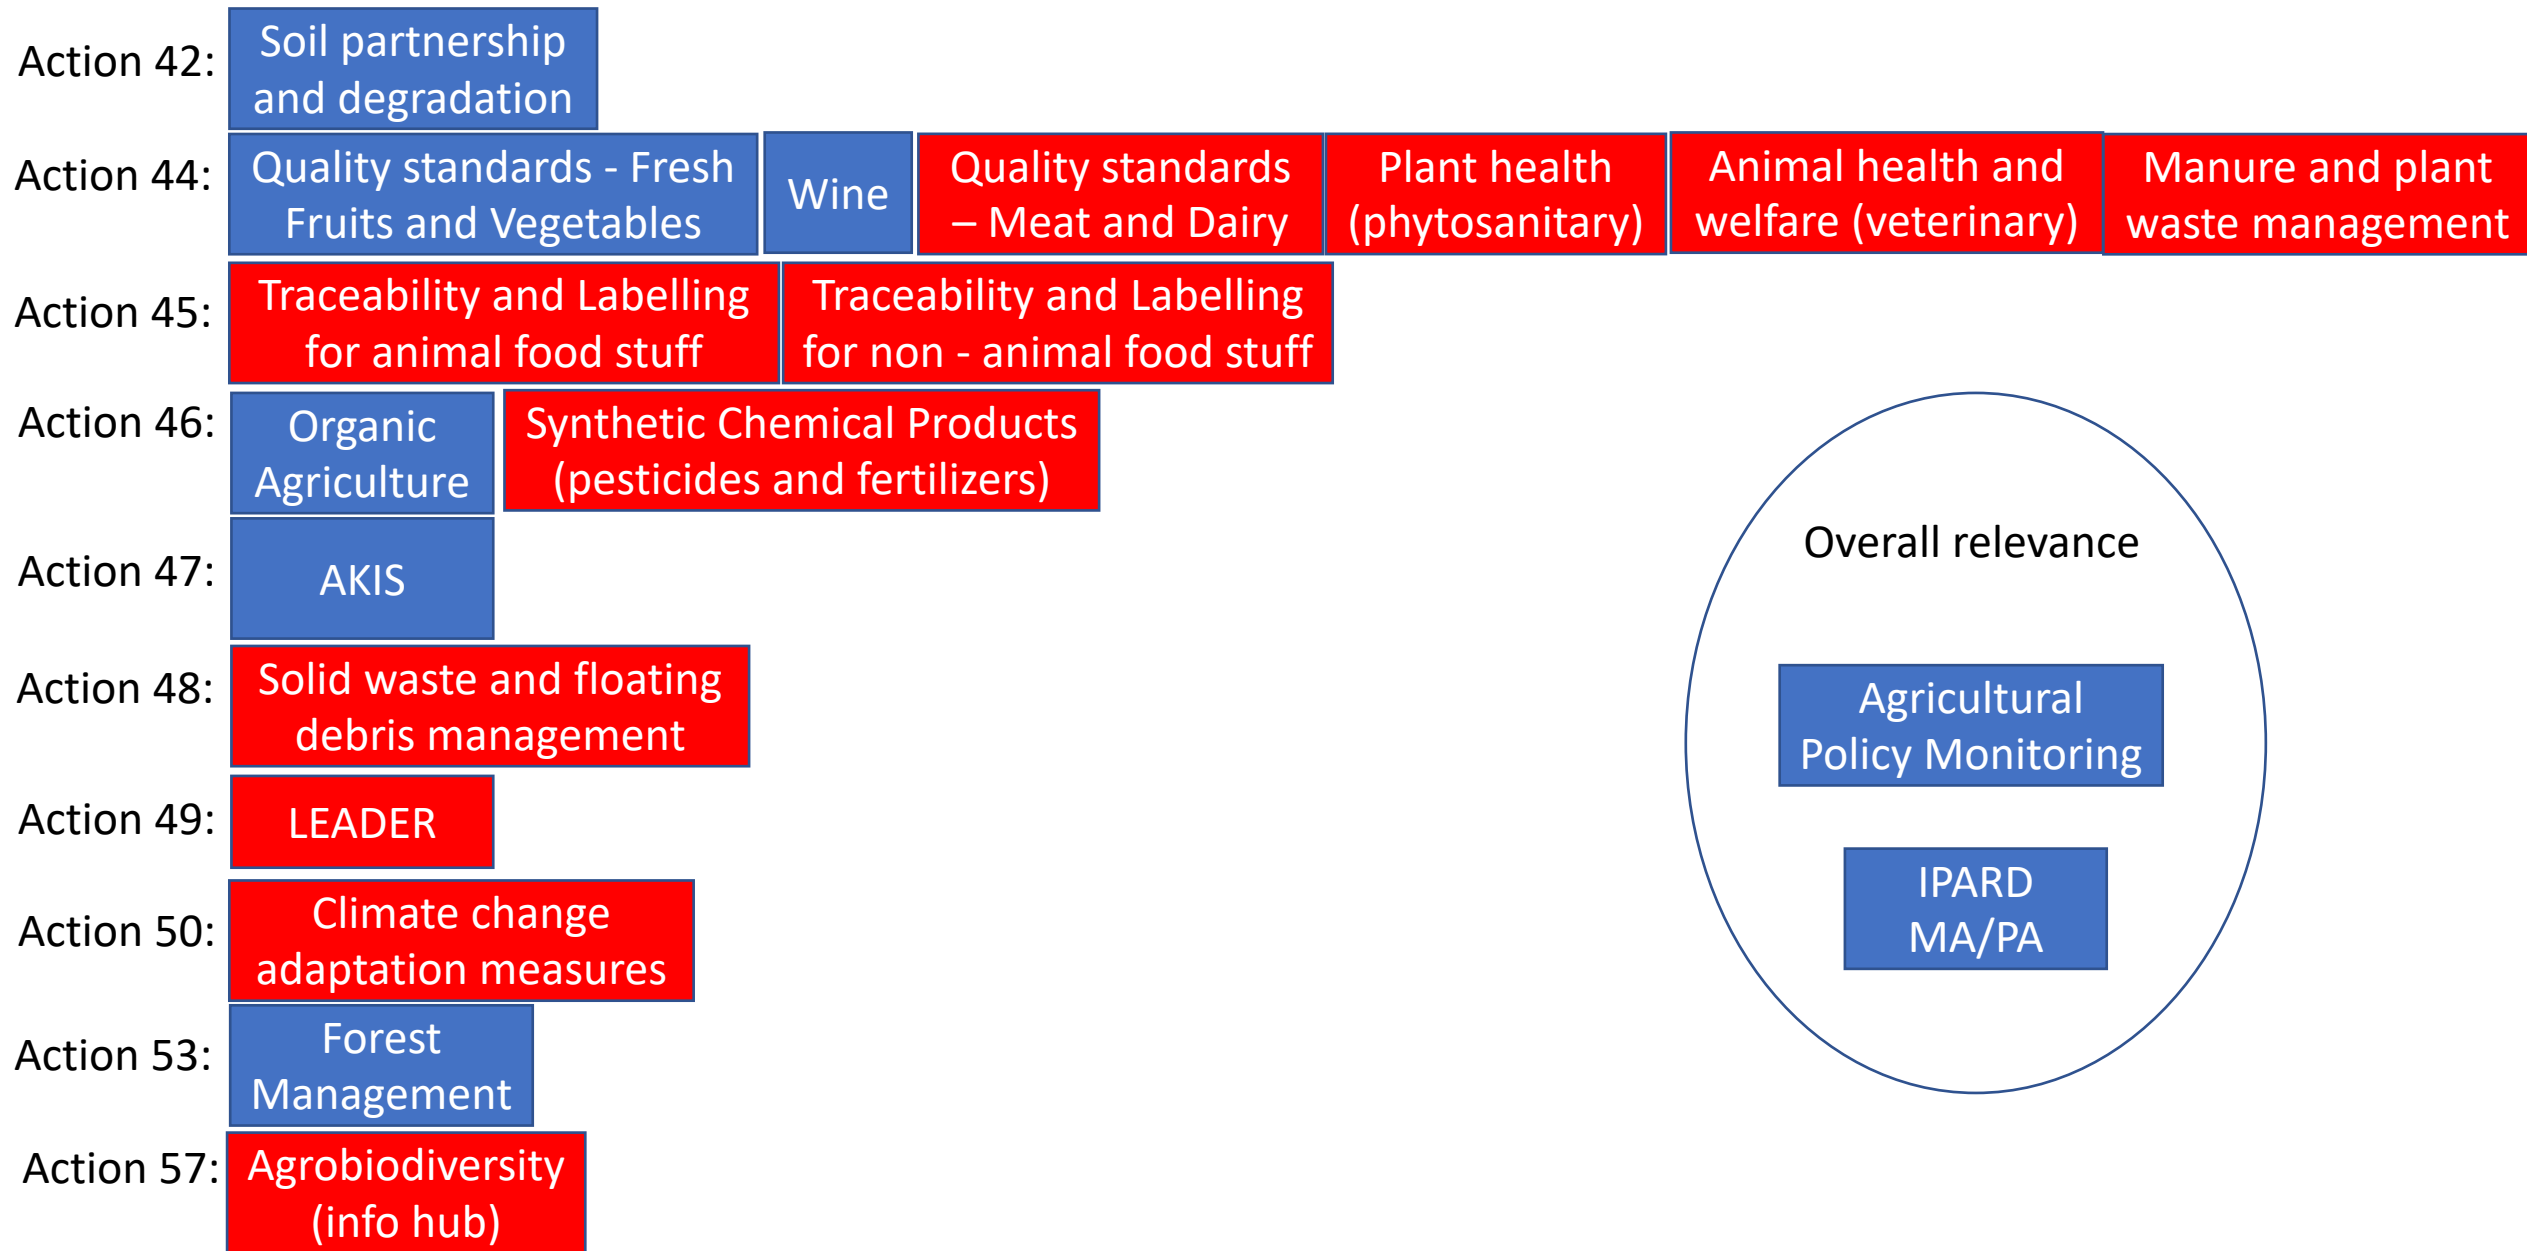 Action 42:
Soil partnership
and degradation
Action 44:
Quality standards - Fresh
Fruits and Vegetables
Wine
Quality standards
– Meat and Dairy
Plant health
(phytosanitary)
Animal health and
welfare (veterinary)
Manure and plant
waste management
Action 45:
Traceability and Labelling
for animal food stuff
Traceability and Labelling
for non - animal food stuff
Action 46:
Organic
Agriculture
Synthetic Chemical Products
(pesticides and fertilizers)
Action 47:
AKIS
Action 48:
Solid waste and floating
debris management
Action 49:
LEADER
Action 50:
Climate change
adaptation measures
Action 53:
Forest
Management
Action 57:
Agrobiodiversity
(info hub)
Overall relevance
Agricultural
Policy Monitoring
IPARD
MA/PA